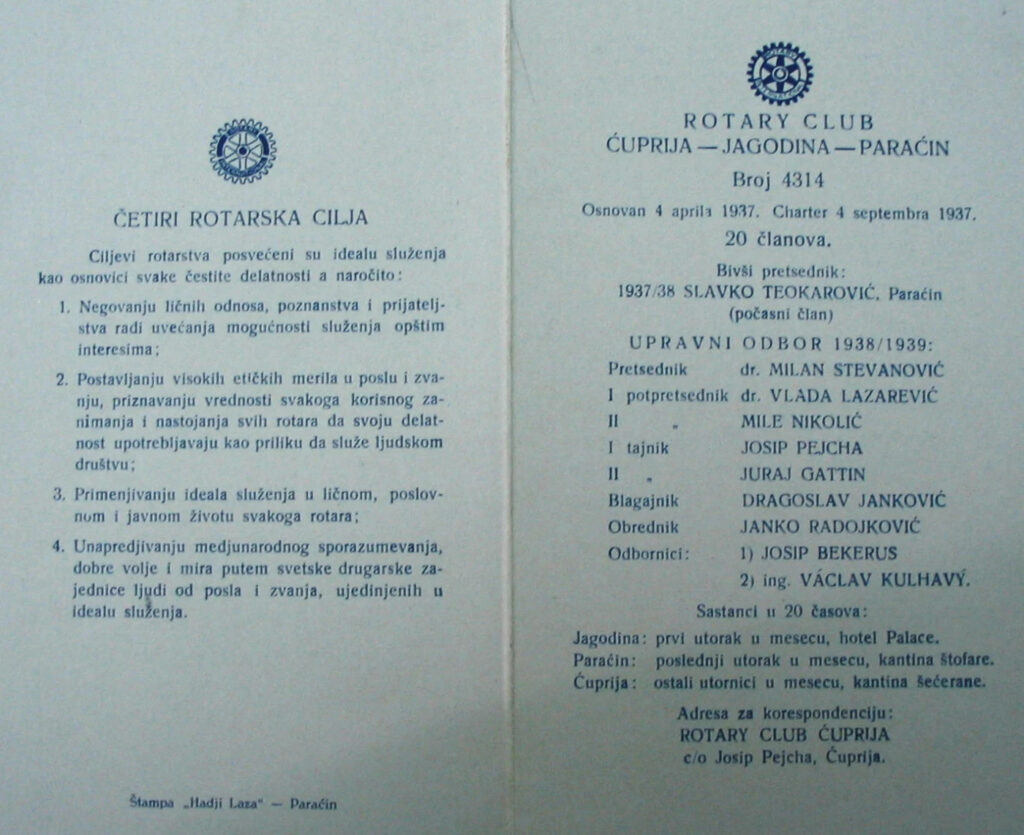 ČETIRI ROTARSKA CILJA
Ciljevi rotarstva posvećeni su idealu služenja
kao osnovici svake čestite delatnosti a naročito:
1. Negovanju ličnih odnosa, poznanstva i prijatelj-
stva radi uvećanja mogućnosti služenja opštim
interesima;
2. Postavljanju visokih etičkih merila u poslu i zva-
nju, priznavanju vrednosti svakoga korisnog za-
nimanja i nastojanja svih rotara da svoju delat-
nost upotrebljavaju kao priliku da služe ljudskom
društvu;
3. Primenjivanju ideala služenja u ličnom, poslov-
nom i javnom životu svakoga rotara;
4. Unapredjivanju medjunarodnog sporazumevanja,
dobre volje i mira putem svetske drugarske za-
jednice ljudi od posla i zvanja, ujedinjenih u
idealu služenja.
Štampa „Hadji Laza“ — Paraćin
ROTARY CLUB
ĆUPRIJA — JAGODINA — PARAĆIN
Broj 4314
Osnovan 4 aprila 1937. Charter 4 septembra 1937.
20 članova.
Bivši pretsednik:
1937/38 SLAVKO TEOKAROVIĆ, Paraćin
(počasni član)
UPRAVNI ODBOR 1938/1939:
Pretsednik dr. MILAN STEVANOVIĆ
I potpretsednik dr. VLADA LAZAREVIĆ
II „ MILE NIKOLIĆ
I tajnik JOSIP PEJCHA
II „ JURAJ GATTIN
Blagajnik DRAGOSLAV JANKOVIĆ
Obrednik JANKO RADOJKOVIĆ
Odbornici: 1) JOSIP BEKERUS
2) ing. VÁCLAV KULHAVÝ.
Sastanci u 20 časova:
Jagodina: prvi utorak u mesecu, hotel Palace.
Paraćin: poslednji utorak u mesecu, kantina štofare.
Ćuprija: ostali utornici u mesecu, kantina šećerane.
Adresa za korespondenciju:
ROTARY CLUB ĆUPRIJA
c/o Josip Pejcha, Ćuprija.